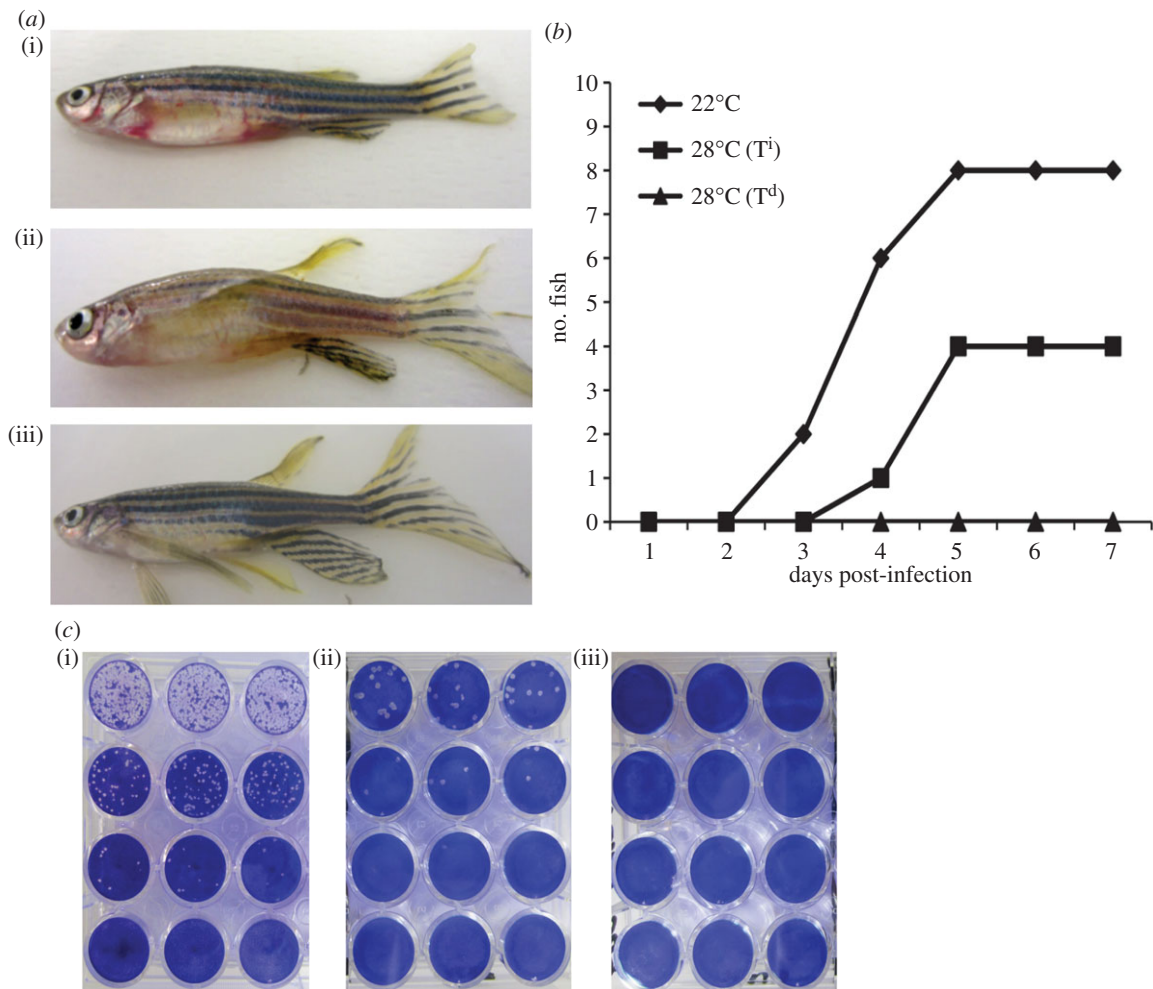 (a)
(i)
(ii)
(iii)
(b)
10
9
8
7
6
5
4
3
2
1
0
no. fish
22°C
28°C (Tⁱ)
28°C (Tᵈ)
1 2 3 4 5 6 7
days post-infection
(c)
(i) (ii) (iii)